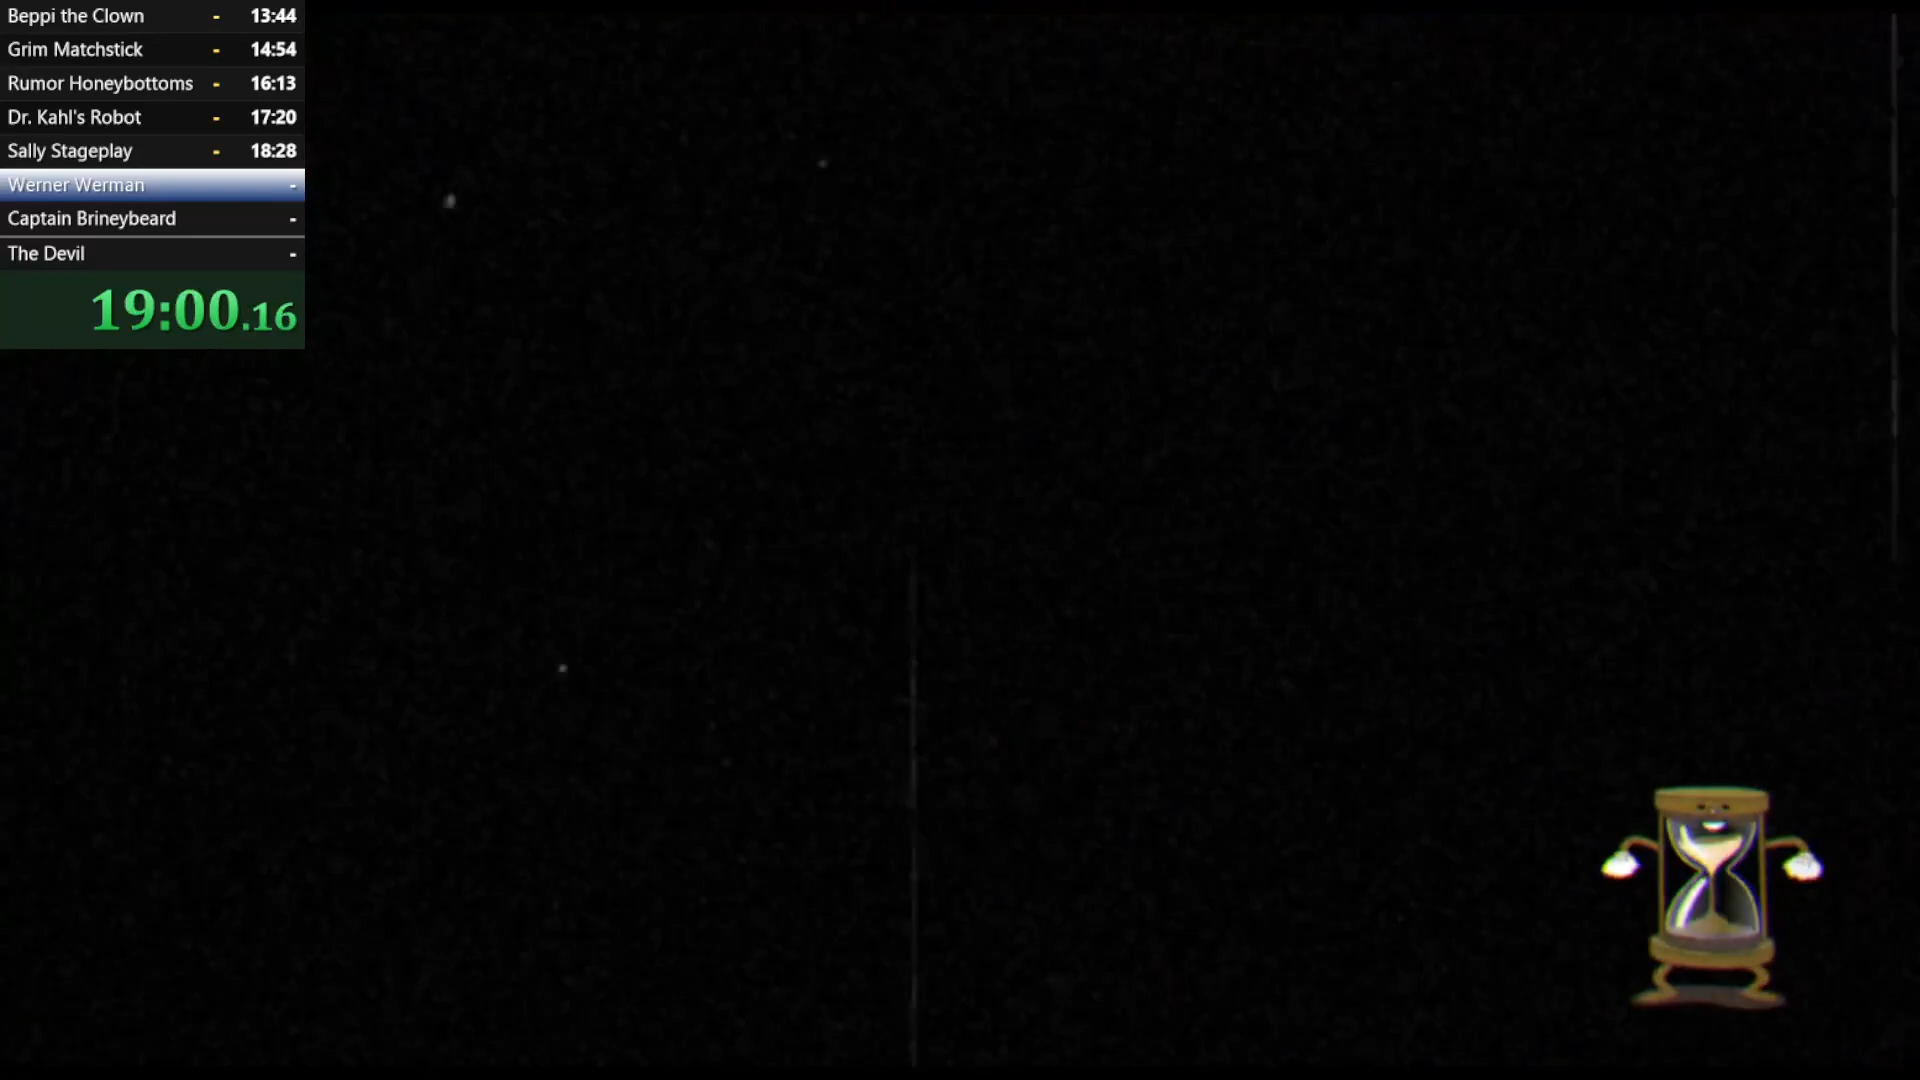 Beppi the Clown - 13:44
Grim Matchstick - 14:54
Rumor Honeybottoms - 16:13
Dr. Kahl's Robot - 17:20
Sally Stageplay - 18:28
Werner Werman -
Captain Brineybeard -
The Devil -
19:00.16